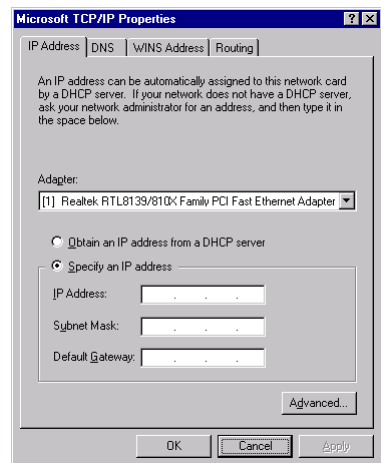 Microsoft TCP/IP Properties
IP Address DNS WINS Address Routing
An IP address can be automatically assigned to this network card
by a DHCP server. If your network does not have a DHCP server,
ask your network administrator for an address, and then type it in
the space below.
Adapter:
[1] Realtek RTL8139/810X Family PCI Fast Ethernet Adapter
Obtain an IP address from a DHCP server
Specify an IP address
IP Address: . . .
Subnet Mask: . . .
Default Gateway: . . .
Advanced...
OK Cancel Apply